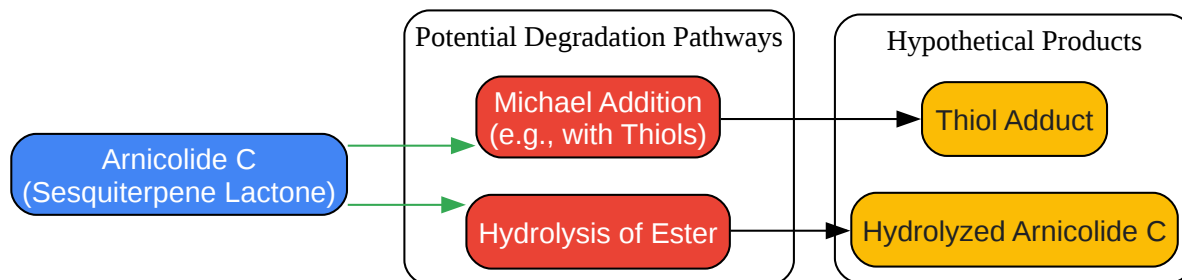 Potential Degradation Pathways
Hypothetical Products
Arnicolide C
(Sesquiterpene Lactone)
Michael Addition
(e.g., with Thiols)
Thiol Adduct
Hydrolysis of Ester
Hydrolyzed Arnicolide C